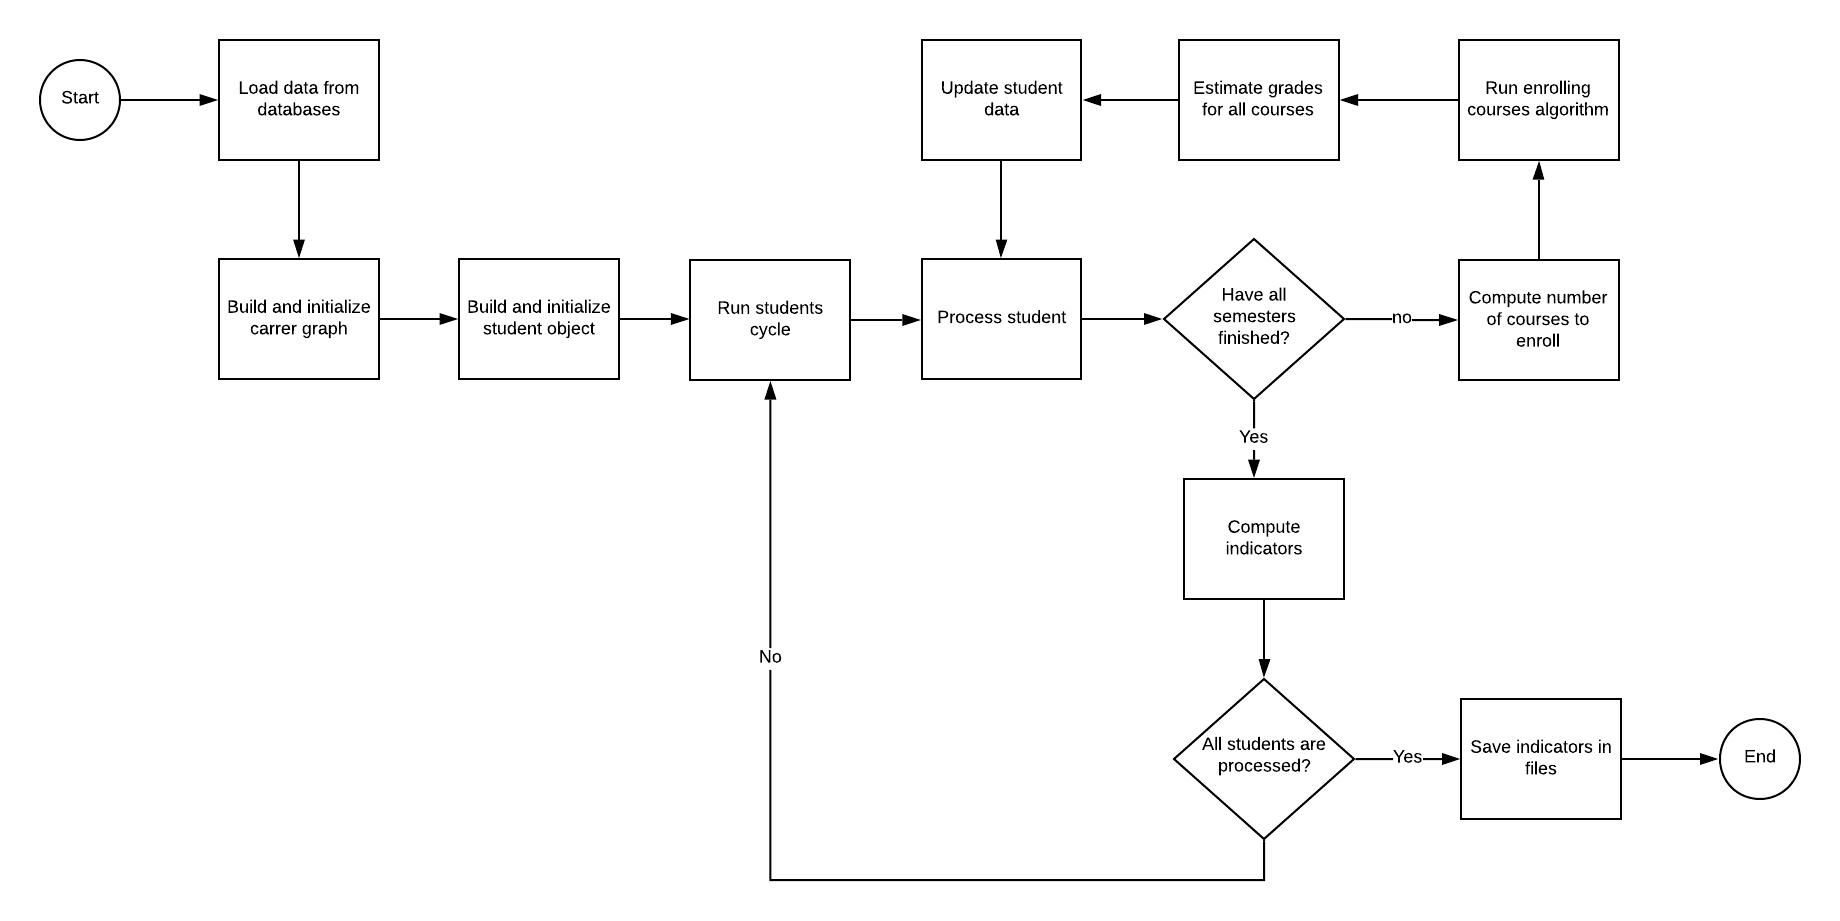 Start
Load data from
databases
Update student
data
Estimate grades
for all courses
Run enrolling
courses algorithm
Build and initialize
carrer graph
Build and initialize
student object
Run students
cycle
Process student
Have all
semesters
finished?
no
Compute number
of courses to
enroll
Yes
Compute
indicators
No
All students are
processed?
Yes
Save indicators in
files
End